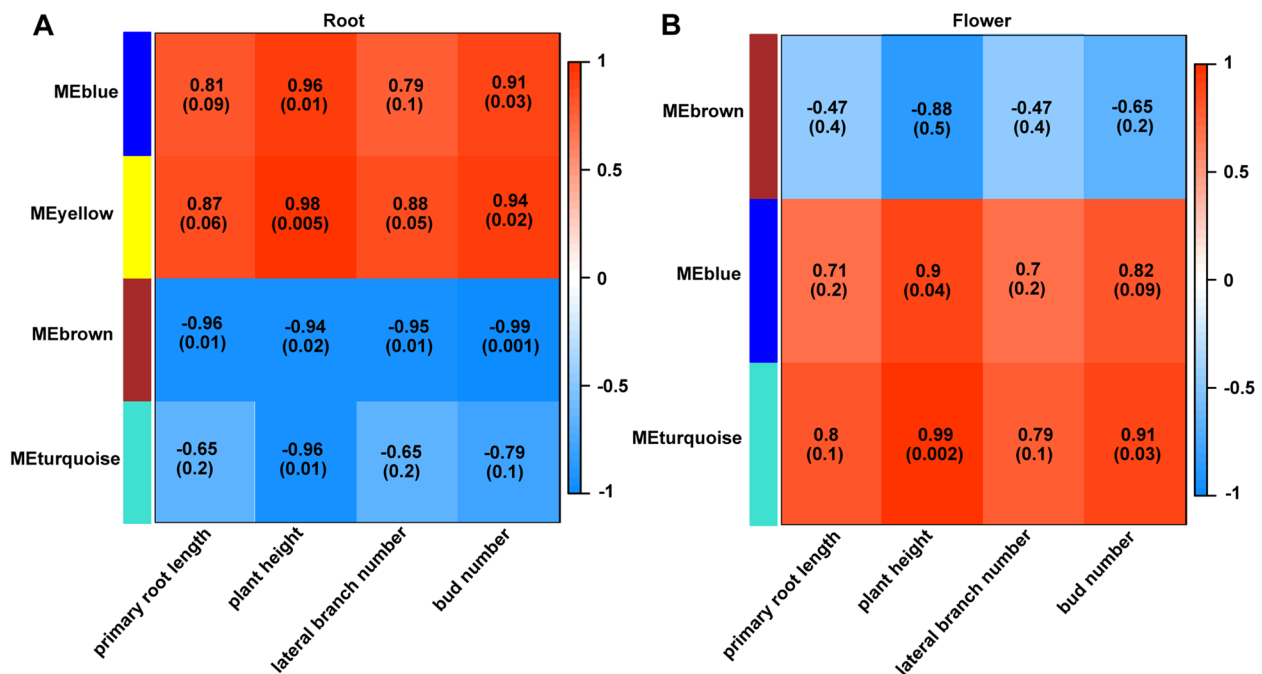 A
Root
MEblue
0.81 0.96 0.79 0.91
(0.09) (0.01) (0.1) (0.03)
MEyellow
0.87 0.98 0.88 0.94
(0.06) (0.005) (0.05) (0.02)
MEbrown
-0.96 -0.94 -0.95 -0.99
(0.01) (0.02) (0.01) (0.001)
MEturquoise
-0.65 -0.96 -0.65 -0.79
(0.2) (0.01) (0.2) (0.1)
primary root length
plant height
lateral branch number
bud number
1
0.5
0
-0.5
-1
B
Flower
MEbrown
-0.47 -0.88 -0.47 -0.65
(0.4) (0.5) (0.4) (0.2)
MEblue
0.71 0.9 0.7 0.82
(0.2) (0.04) (0.2) (0.09)
MEturquoise
0.8 0.99 0.79 0.91
(0.1) (0.002) (0.1) (0.03)
primary root length
plant height
lateral branch number
bud number
1
0.5
0
-0.5
-1